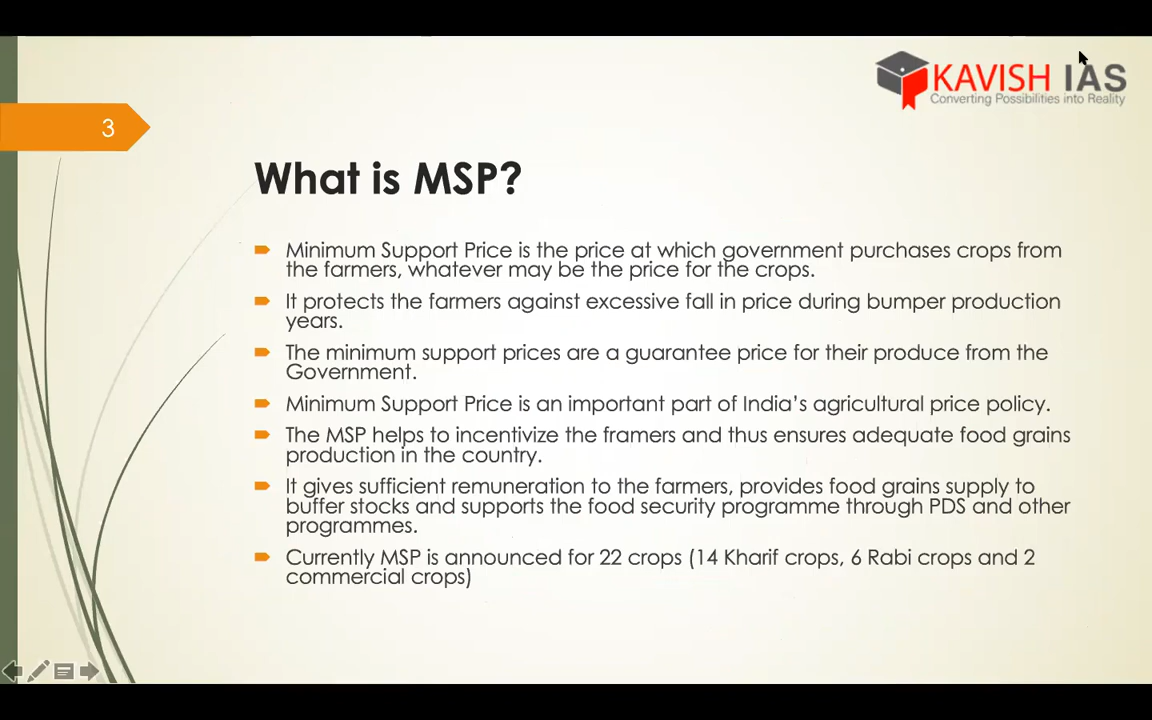 KAVISH IAS
Converting Possibilities into Reality
3
What is MSP?
Minimum Support Price is the price at which government purchases crops from
the farmers, whatever may be the price for the crops.
It protects the farmers against excessive fall in price during bumper production
years.
The minimum support prices are a guarantee price for their produce from the
Government.
Minimum Support Price is an important part of India’s agricultural price policy.
The MSP helps to incentivize the framers and thus ensures adequate food grains
production in the country.
It gives sufficient remuneration to the farmers, provides food grains supply to
buffer stocks and supports the food security programme through PDS and other
programmes.
Currently MSP is announced for 22 crops (14 Kharif crops, 6 Rabi crops and 2
commercial crops)